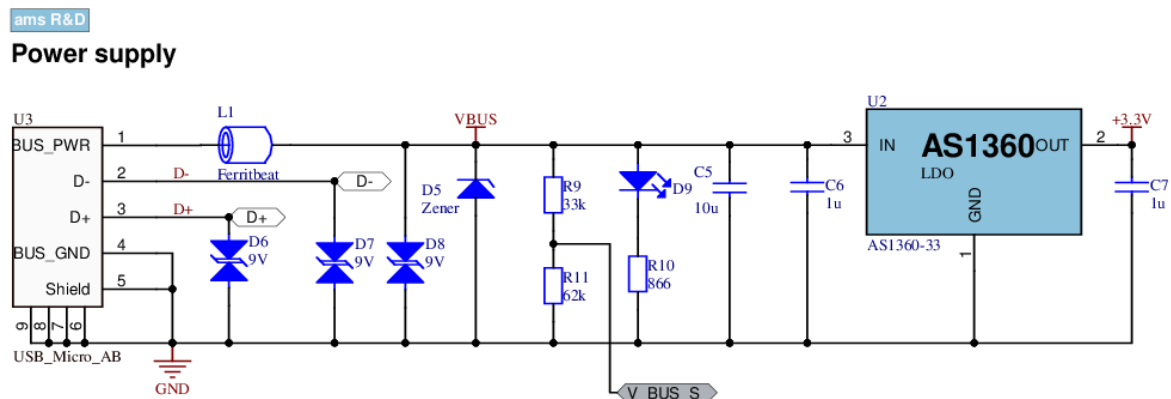 ams R&D
Power supply
U3
BUS_PWR
1
D-
2
D-
D-
D+
3
D+
D+
BUS_GND
4
Shield
5
9
8
7
6
USB_Micro_AB
GND
L1
Ferritbeat
D6
9V
D7
9V
D8
9V
VBUS
D5
Zener
R9
33k
R11
62k
D9
R10
866
C5
10u
C6
1u
V_BUS_S
U2
3
IN
AS1360
OUT
2
LDO
GND
1
AS1360-33
+3.3V
C7
1u